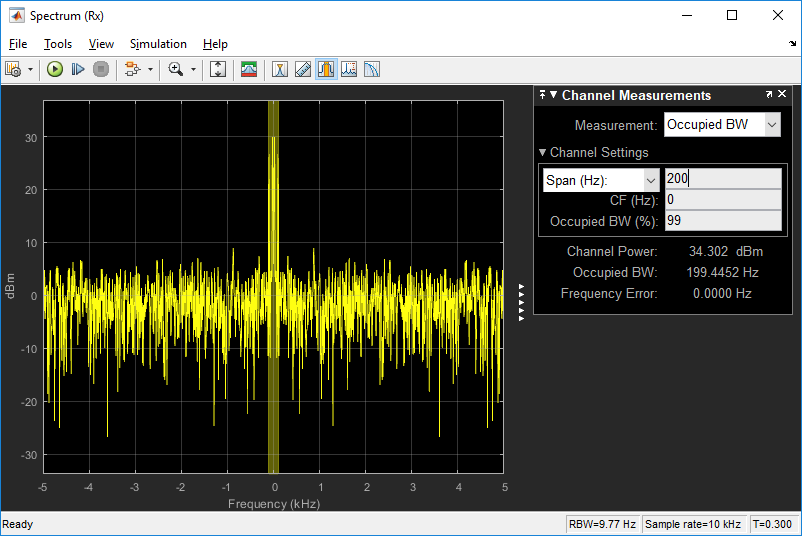 Spectrum (Rx)
File Tools View Simulation Help
Channel Measurements
Measurement: Occupied BW
Channel Settings
Span (Hz): 200
CF (Hz): 0
Occupied BW (%): 99
Channel Power: 34.302 dBm
Occupied BW: 199.4452 Hz
Frequency Error: 0.0000 Hz
30
20
10
0
-10
-20
-30
dBm
-5 -4 -3 -2 -1 0 1 2 3 4 5
Frequency (kHz)
Ready RBW=9.77 Hz Sample rate=10 kHz T=0.300